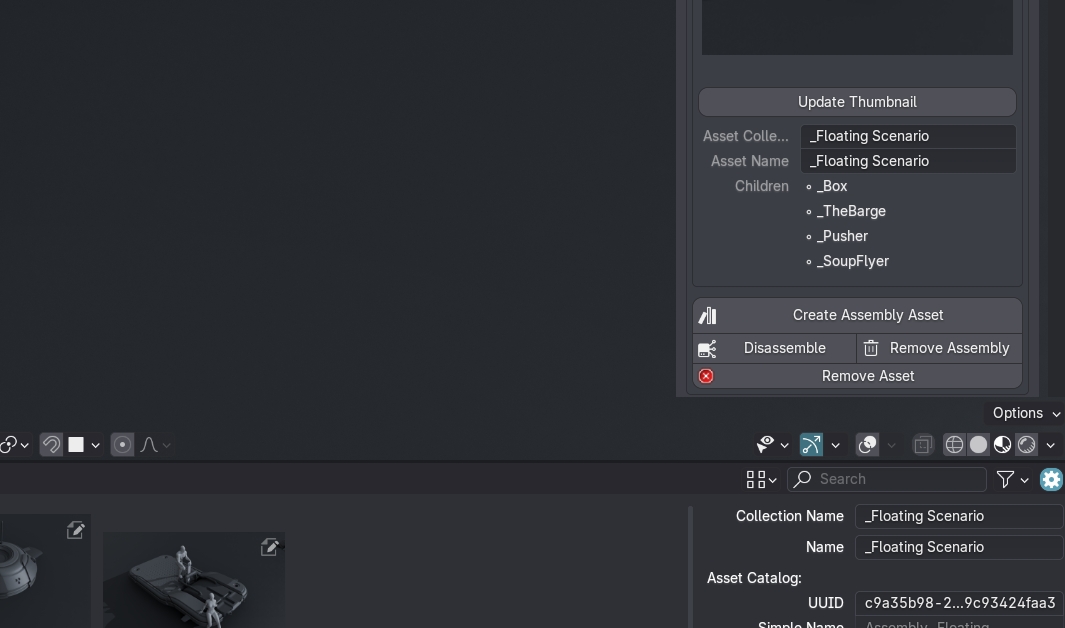 Update Thumbnail
Asset Colle... _Floating Scenario
Asset Name _Floating Scenario
Children _Box
_TheBarge
_Pusher
_SoupFlyer
Create Assembly Asset
Disassemble Remove Assembly
Remove Asset
Options
Search
Collection Name _Floating Scenario
Name _Floating Scenario
Asset Catalog:
UUID c9a35b98-2...9c93424faa3
Simple Name Assembly_Floating